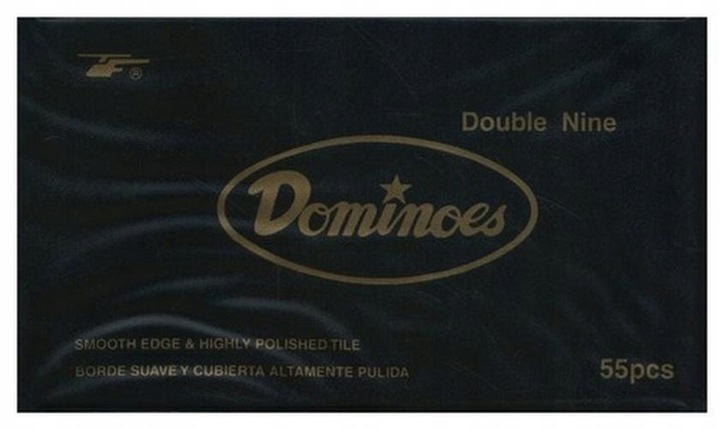 Double Nine
Dominoes
SMOOTH EDGE & HIGHLY POLISHED TILE
BORDE SUAVE Y CUBIERTA ALTAMENTE PULIDA
55pcs